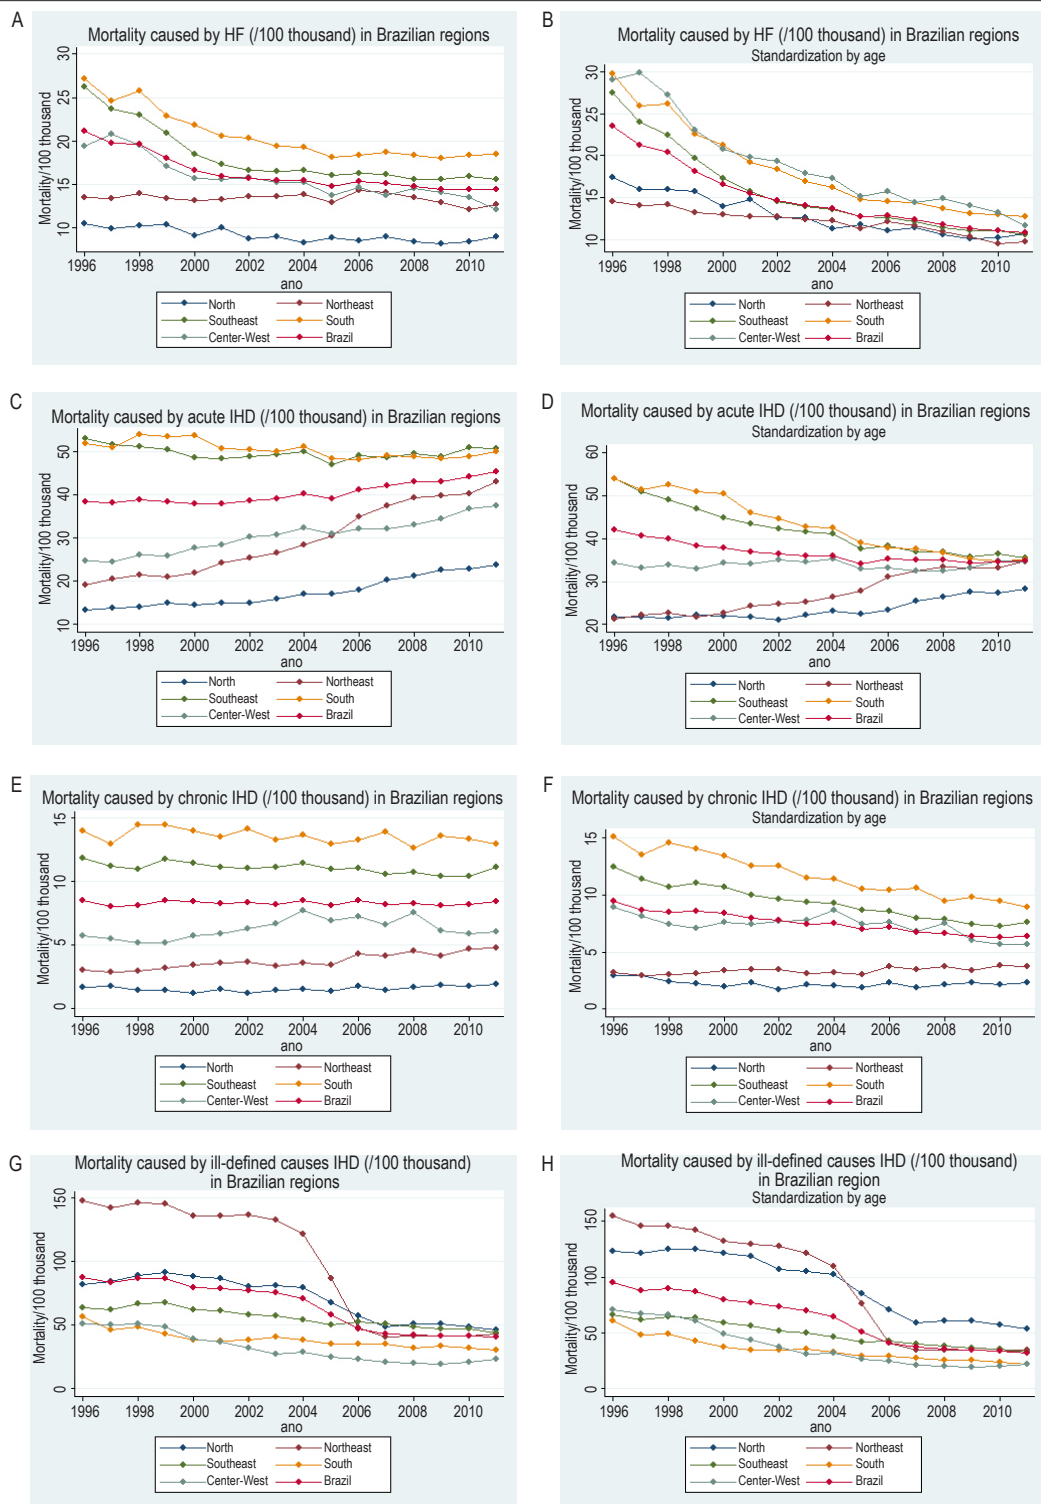 A
Mortality caused by HF (/100 thousand) in Brazilian regions
Mortality/100 thousand
30
25
20
15
10
1996 1998 2000 2002 2004 2006 2008 2010
ano
North Northeast
Southeast South
Center-West Brazil
B
Mortality caused by HF (/100 thousand) in Brazilian regions
Standardization by age
Mortality/100 thousand
30
25
20
15
10
1996 1998 2000 2002 2004 2006 2008 2010
ano
North Northeast
Southeast South
Center-West Brazil
C
Mortality caused by acute IHD (/100 thousand) in Brazilian regions
Mortality/100 thousand
50
40
30
20
10
1996 1998 2000 2002 2004 2006 2008 2010
ano
North Northeast
Southeast South
Center-West Brazil
D
Mortality caused by acute IHD (/100 thousand) in Brazilian regions
Standardization by age
Mortality/100 thousand
60
50
40
30
20
1996 1998 2000 2002 2004 2006 2008 2010
ano
North Northeast
Southeast South
Center-West Brazil
E
Mortality caused by chronic IHD (/100 thousand) in Brazilian regions
Mortality/100 thousand
15
10
5
0
1996 1998 2000 2002 2004 2006 2008 2010
ano
North Northeast
Southeast South
Center-West Brazil
F
Mortality caused by chronic IHD (/100 thousand) in Brazilian regions
Standardization by age
Mortality/100 thousand
15
10
5
0
1996 1998 2000 2002 2004 2006 2008 2010
ano
North Northeast
Southeast South
Center-West Brazil
G
Mortality caused by ill-defined causes IHD (/100 thousand)
in Brazilian regions
Mortality/100 thousand
150
100
50
0
1996 1998 2000 2002 2004 2006 2008 2010
ano
North Northeast
Southeast South
Center-West Brazil
H
Mortality caused by ill-defined causes IHD (/100 thousand)
in Brazilian region
Standardization by age
Mortality/100 thousand
150
100
50
0
1996 1998 2000 2002 2004 2006 2008 2010
ano
North Northeast
Southeast South
Center-West Brazil